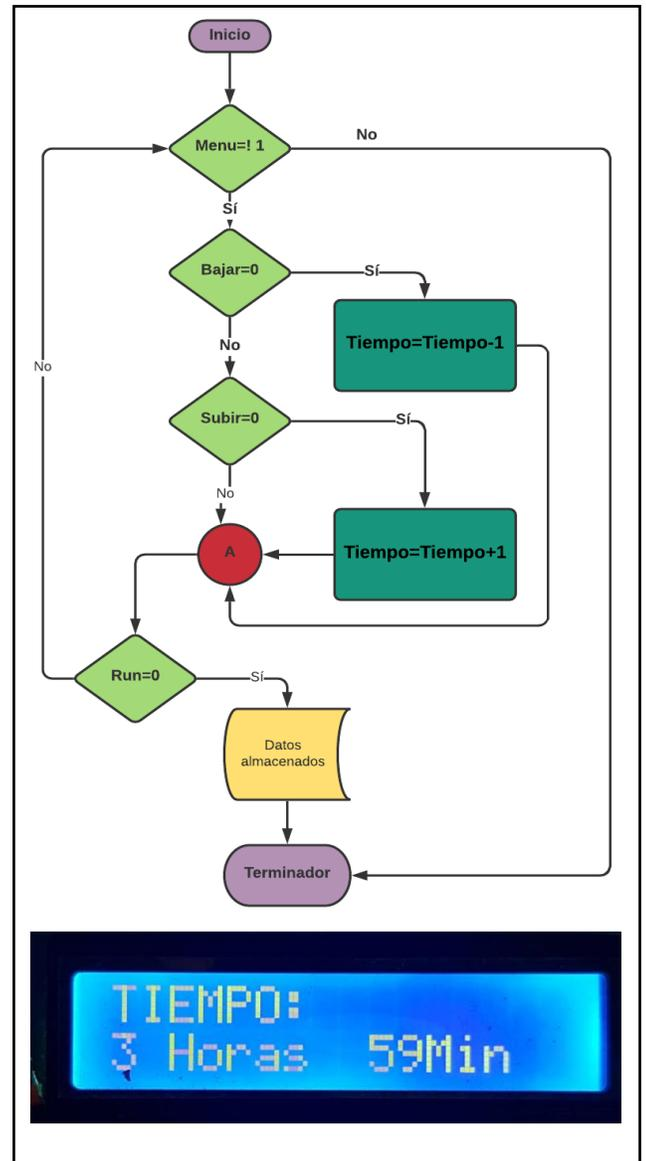 Inicio
Menu=! 1
No
Sí
Bajar=0
Sí
Tiempo=Tiempo-1
No
No
Subir=0
Sí
No
A
Tiempo=Tiempo+1
Run=0
Sí
Datos
almacenados
Terminador
TIEMPO:
3 Horas 59Min